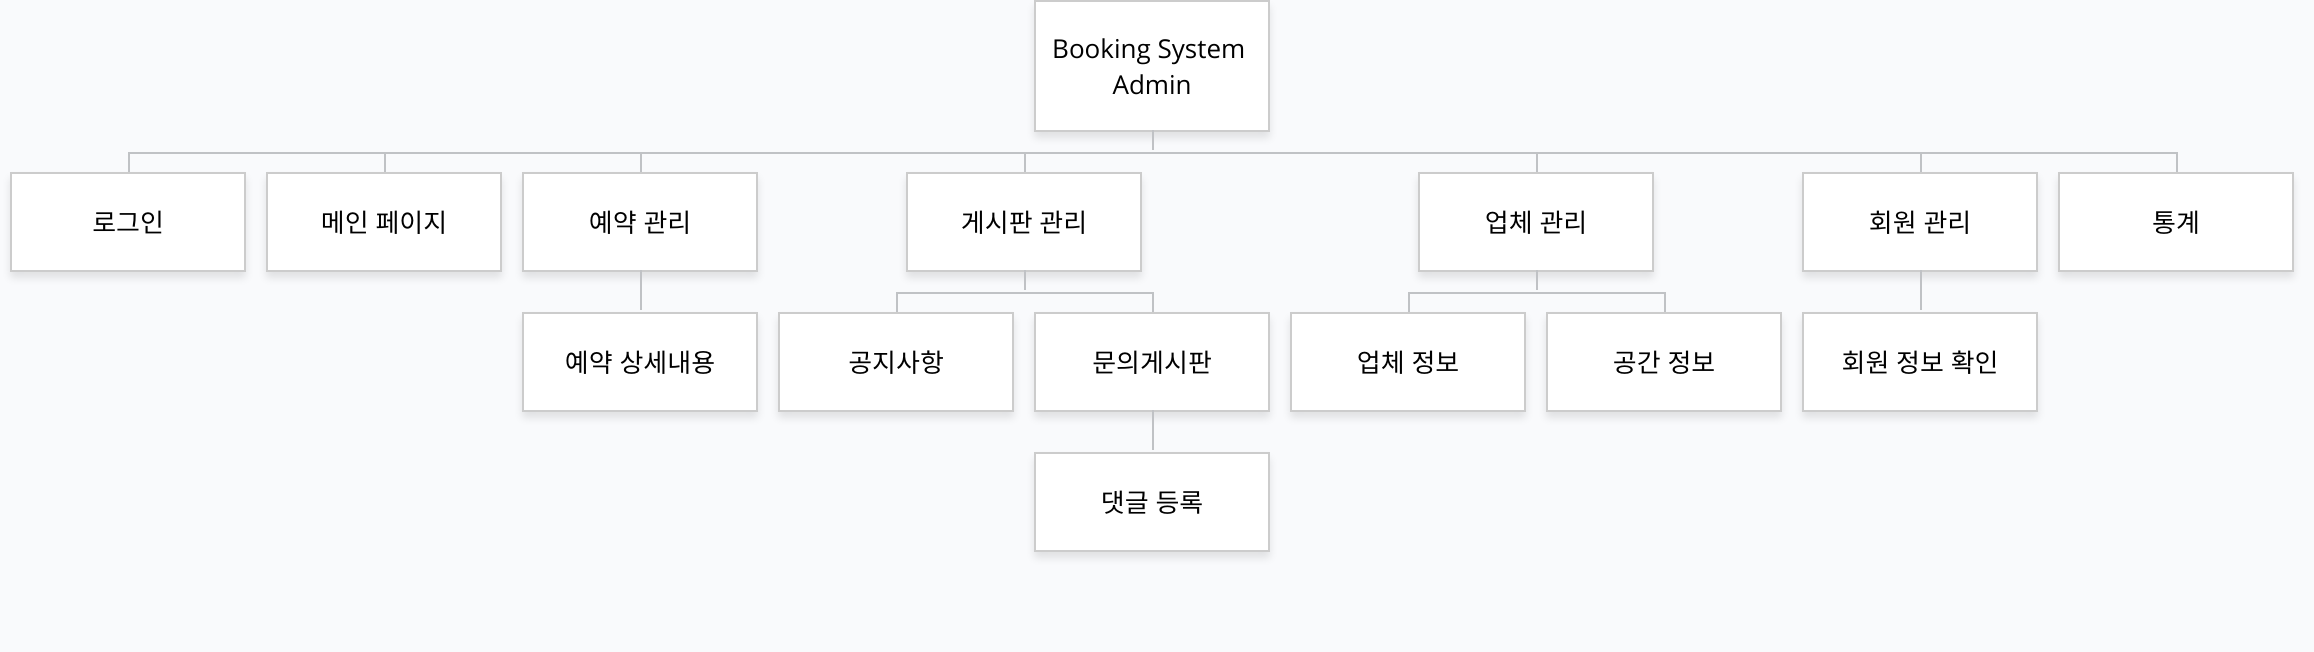 Booking System
Admin
로그인
메인 페이지
예약 관리
게시판 관리
업체 관리
회원 관리
통계
예약 상세내용
공지사항
문의게시판
업체 정보
공간 정보
회원 정보 확인
댓글 등록